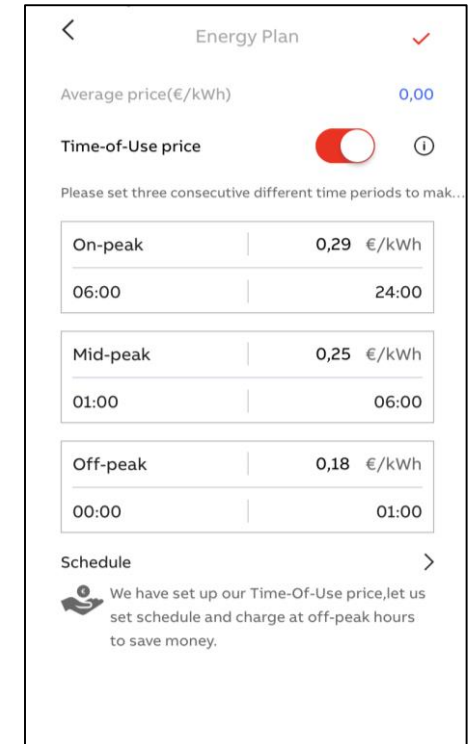 Energy Plan
Average price(€/kWh) 0,00
Time-of-Use price
Please set three consecutive different time periods to mak...
On-peak 0,29 €/kWh
06:00 24:00
Mid-peak 0,25 €/kWh
01:00 06:00
Off-peak 0,18 €/kWh
00:00 01:00
Schedule
We have set up our Time-Of-Use price,let us
set schedule and charge at off-peak hours
to save money.